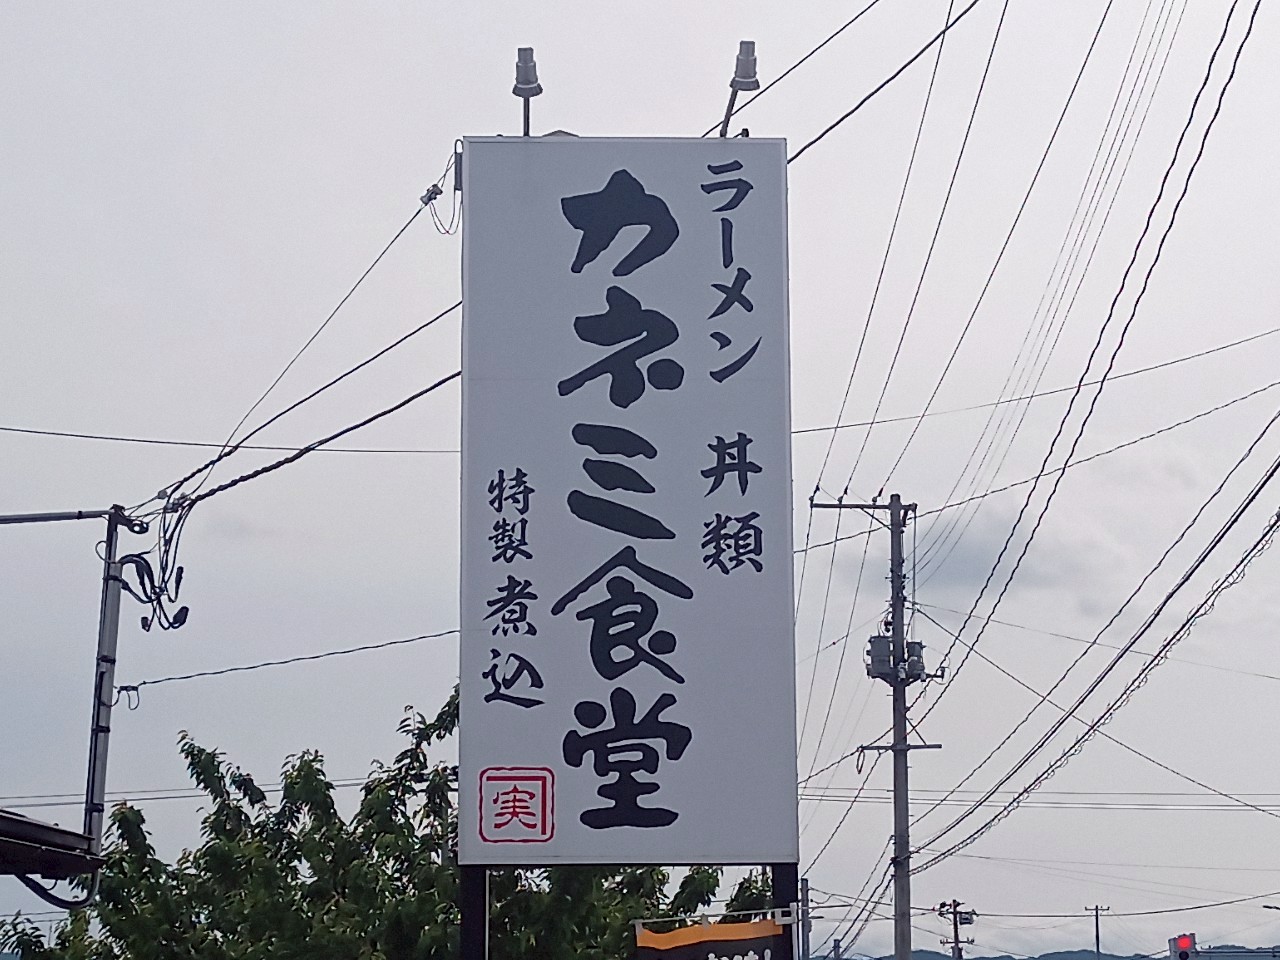 ラーメン 丼類
カネミ食堂
特製煮込
実